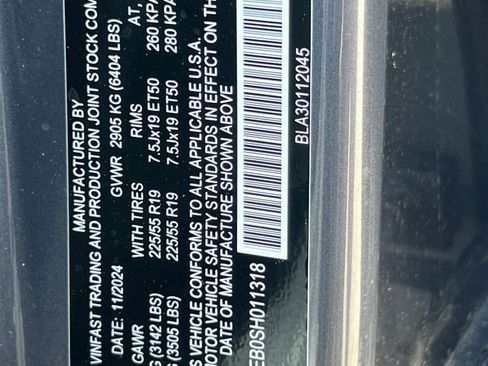 MANUFACTURED BY
VINFAST TRADING AND PRODUCTION JOINT STOCK COM
DATE: 11/2024 GVWR 2905 KG (6404 LBS)
GAWR WITH TIRES RIMS AT,
G (3142 LBS) 225/55 R19 7.5Jx19 ET50 260 KPA
G (3505 LBS) 225/55 R19 7.5Jx19 ET50 280 KPA
S VEHICLE CONFORMS TO ALL APPLICABLE U.S.A.
MOTOR VEHICLE SAFETY STANDARDS IN EFFECT ON TH
DATE OF MANUFACTURE SHOWN ABOVE
EB0SH011318
BLA30112045